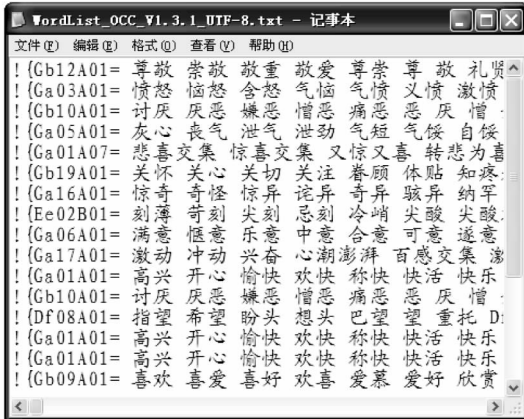 WordList_OCC_V1.3.1_UTF-8.txt - 记事本
文件(F) 编辑(E) 格式(O) 查看(V) 帮助(H)
!{Gb12A01= 尊敬 崇敬 敬重 敬爱 尊崇 尊 敬 礼贤
!{Ga03A01= 愤怒 恼怒 含怒 气恼 气愤 义愤 激愤
!{Gb10A01= 讨厌 厌恶 嫌恶 憎恶 痛恶 恶 厌 憎
!{Ga05A01= 灰心 丧气 泄气 泄劲 气短 气馁 自馁
!{Ga01A07= 悲喜交集 惊喜交集 又惊又喜 转悲为喜
!{Gb19A01= 关怀 关心 关切 关注 眷顾 体贴 知疼
!{Ga16A01= 惊奇 奇怪 惊异 诧异 奇异 骇异 纳罕
!{Ee02B01= 刻薄 苛刻 尖刻 忌刻 冷峭 尖酸 尖酸
!{Ga06A01= 满意 惬意 乐意 中意 合意 可意 遂意
!{Ga17A01= 激动 冲动 兴奋 心潮澎湃 百感交集 激
!{Ga01A01= 高兴 开心 愉快 欢快 称快 快活 快乐
!{Gb10A01= 讨厌 厌恶 嫌恶 憎恶 痛恶 恶 厌 憎
!{Df08A01= 指望 希望 盼头 想头 巴望 望 重托 D
!{Ga01A01= 高兴 开心 愉快 欢快 称快 快活 快乐
!{Ga01A01= 高兴 开心 愉快 欢快 称快 快活 快乐
!{Gb09A01= 喜欢 喜爱 喜好 欢喜 爱慕 爱好 欣赏